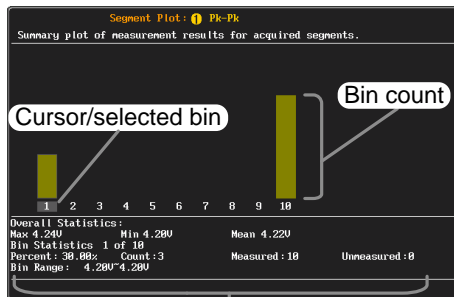 Segment Plot: 1 Pk-Pk
Summary plot of measurement results for acquired segments.
Bin count
Cursor/selected bin
1 2 3 4 5 6 7 8 9 10
Overall Statistics:
Max 4.24V Min 4.20V Mean 4.22V
Bin Statistics 1 of 10
Percent: 30.00% Count:3 Measured:10 Unmeasured:0
Bin Range: 4.20V~4.20V